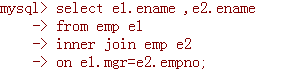 mysql> select e1.ename ,e2.ename
-> from emp e1
-> inner join emp e2
-> on e1.mgr=e2.empno;